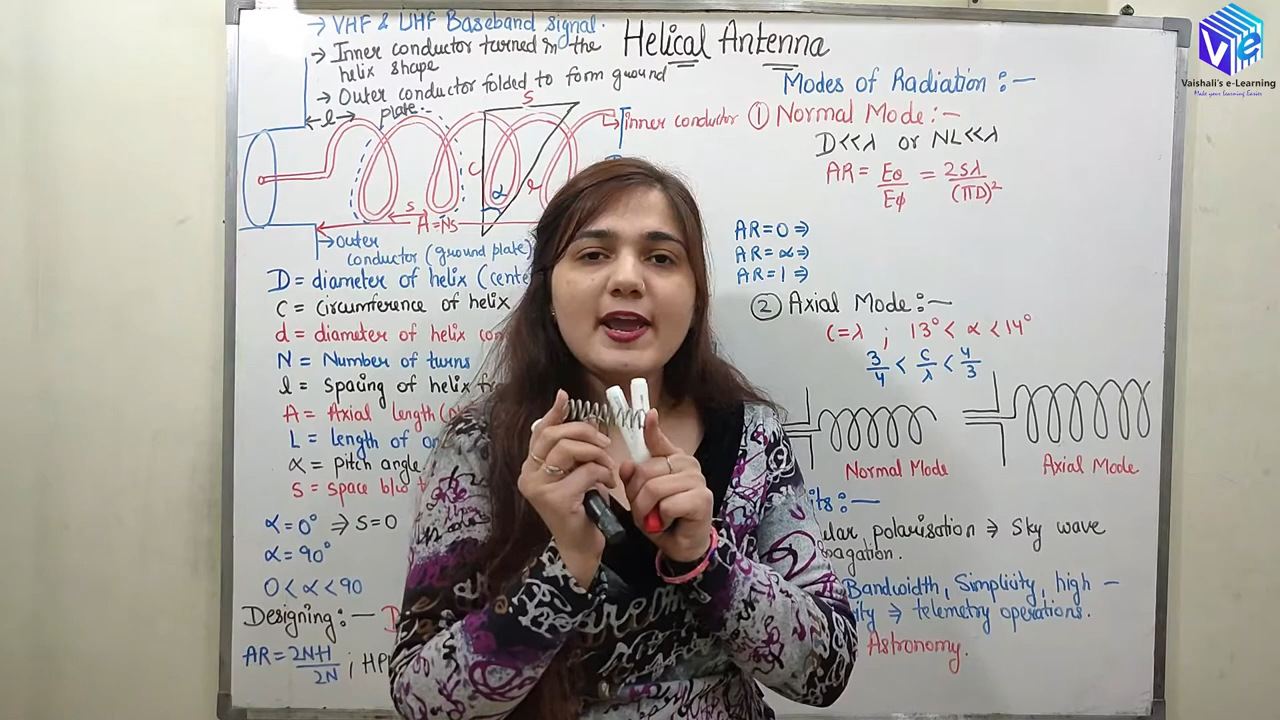 → VHF & UHF Baseband signal.
→ Inner conductor turned in the
helix shape
→ Outer conductor folded to form ground
plate:-
Helical Antenna
Vaishali's e-Learning
Make your Learning Easier
l
S
inner conductor
C
α
s
A=Ns
outer
conductor (ground plate)
D = diameter of helix
C = circumference of helix
d = diameter of helix
N = Number of turns
l = spacing of helix
A = Axial length
L = length of
α = pitch angle
S = space b/w
α=0° ⇒ S=0
α=90°
0<α<90
Designing:-
AR=2N+1/2N ;
Modes of Radiation:-
① Normal Mode:-
D<<λ or NL<<λ
AR = Eθ/Eφ = 2Sλ/(πD)²
AR=0 ⇒
AR=∝ ⇒
AR=1 ⇒
② Axial Mode:-
C=λ ; 13°<α<14°
3/4 < C/λ < 4/3
Normal Mode
Axial Mode
polarisation ⇒ Sky wave
Bandwidth, Simplicity, high -
⇒ telemetry operations.
Astronomy.